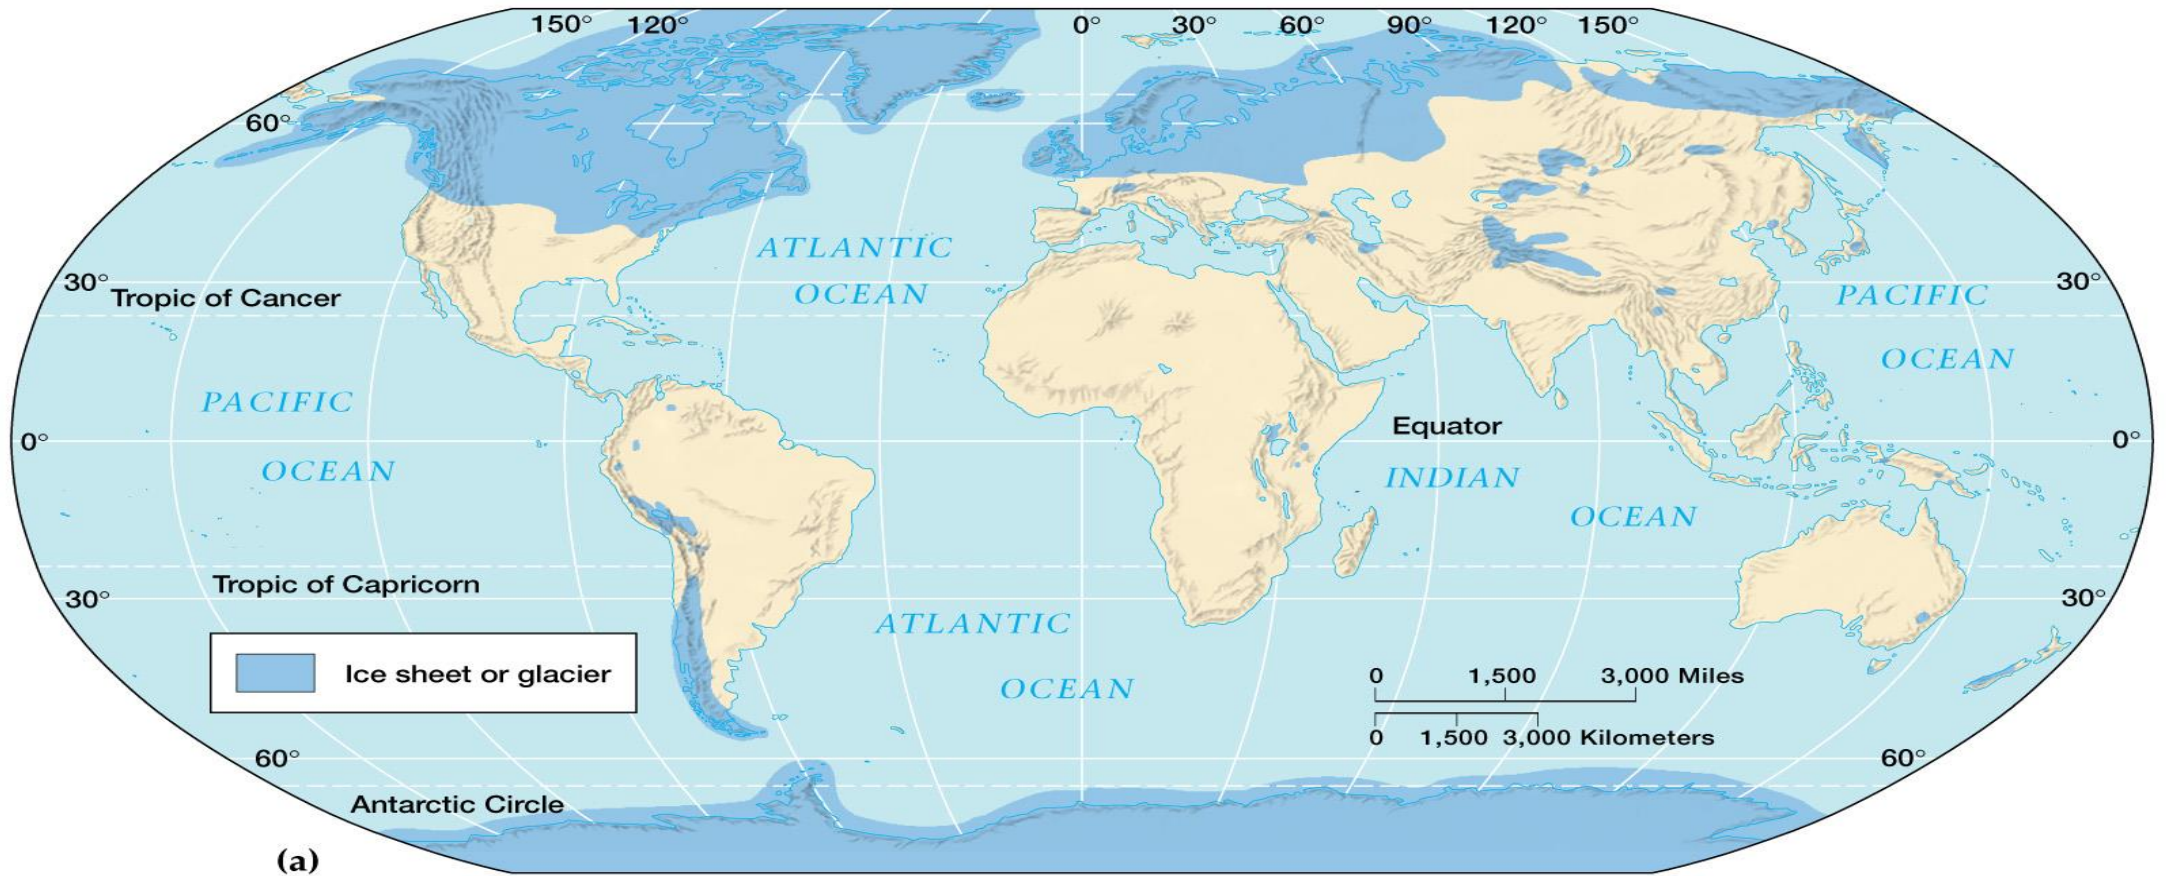 150° 120° 0° 30° 60° 90° 120° 150°
60°
ATLANTIC
OCEAN
30° 30°
Tropic of Cancer
PACIFIC
OCEAN
PACIFIC
OCEAN
Equator
0° 0°
INDIAN
OCEAN
Tropic of Capricorn
30° 30°
ATLANTIC
OCEAN
Ice sheet or glacier
0 1,500 3,000 Miles
0 1,500 3,000 Kilometers
60° 60°
Antarctic Circle
(a)